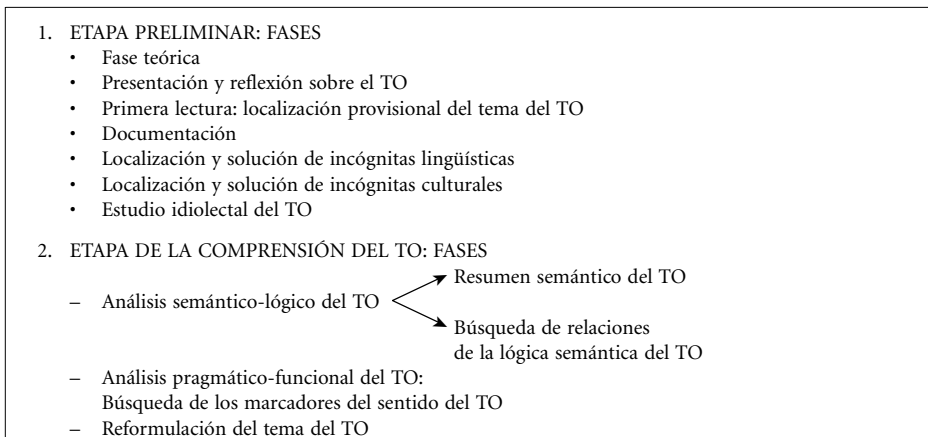 1. ETAPA PRELIMINAR: FASES
• Fase teórica
• Presentación y reflexión sobre el TO
• Primera lectura: localización provisional del tema del TO
• Documentación
• Localización y solución de incógnitas lingüísticas
• Localización y solución de incógnitas culturales
• Estudio idiolectal del TO
2. ETAPA DE LA COMPRENSIÓN DEL TO: FASES
Resumen semántico del TO
– Análisis semántico-lógico del TO
Búsqueda de relaciones
de la lógica semántica del TO
– Análisis pragmático-funcional del TO:
Búsqueda de los marcadores del sentido del TO
– Reformulación del tema del TO